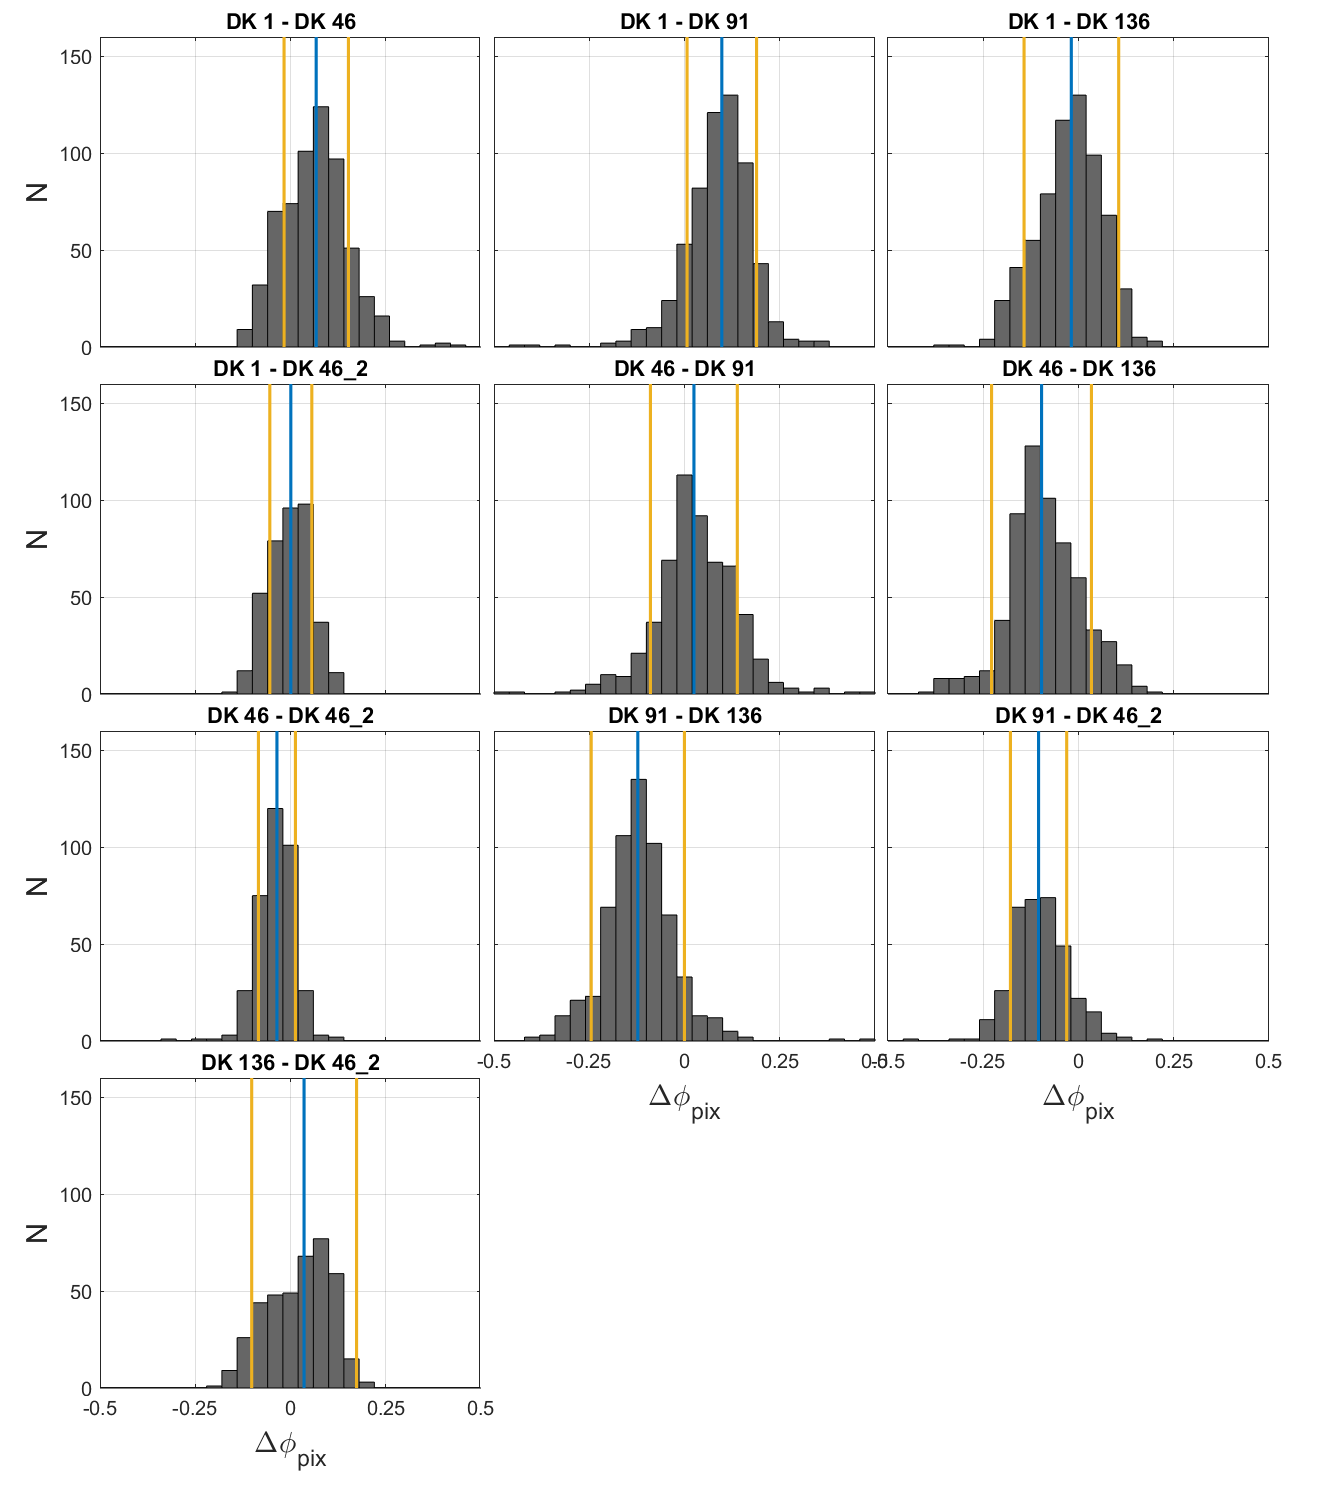 DK 1 - DK 46
DK 1 - DK 91
DK 1 - DK 136
150
100
50
0
N
DK 1 - DK 46_2
DK 46 - DK 91
DK 46 - DK 136
150
100
50
0
N
DK 46 - DK 46_2
DK 91 - DK 136
DK 91 - DK 46_2
150
100
50
0
N
-0.5 -0.25 0 0.25 0.5
-0.5 -0.25 0 0.25 0.5
Δϕpix
Δϕpix
DK 136 - DK 46_2
150
100
50
0
N
-0.5 -0.25 0 0.25 0.5
Δϕpix